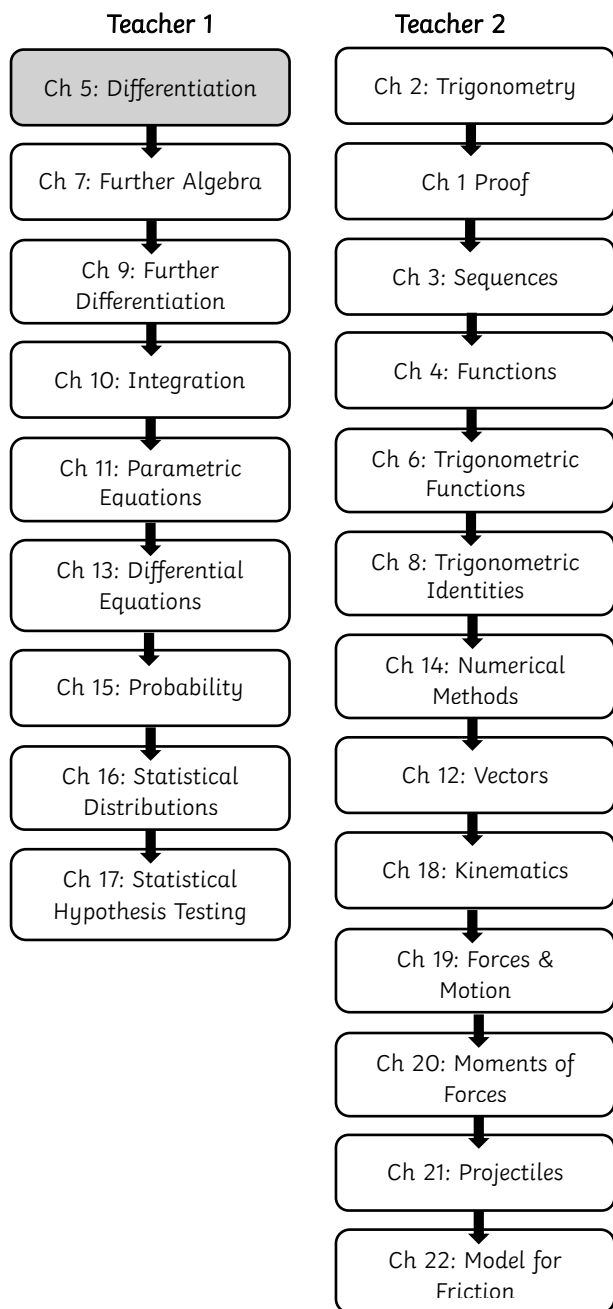 Teacher 1
Ch 5: Differentiation
Ch 7: Further Algebra
Ch 9: Further
Differentiation
Ch 10: Integration
Ch 11: Parametric
Equations
Ch 13: Differential
Equations
Ch 15: Probability
Ch 16: Statistical
Distributions
Ch 17: Statistical
Hypothesis Testing
Teacher 2
Ch 2: Trigonometry
Ch 1 Proof
Ch 3: Sequences
Ch 4: Functions
Ch 6: Trigonometric
Functions
Ch 8: Trigonometric
Identities
Ch 14: Numerical
Methods
Ch 12: Vectors
Ch 18: Kinematics
Ch 19: Forces &
Motion
Ch 20: Moments of
Forces
Ch 21: Projectiles
Ch 22: Model for
Friction